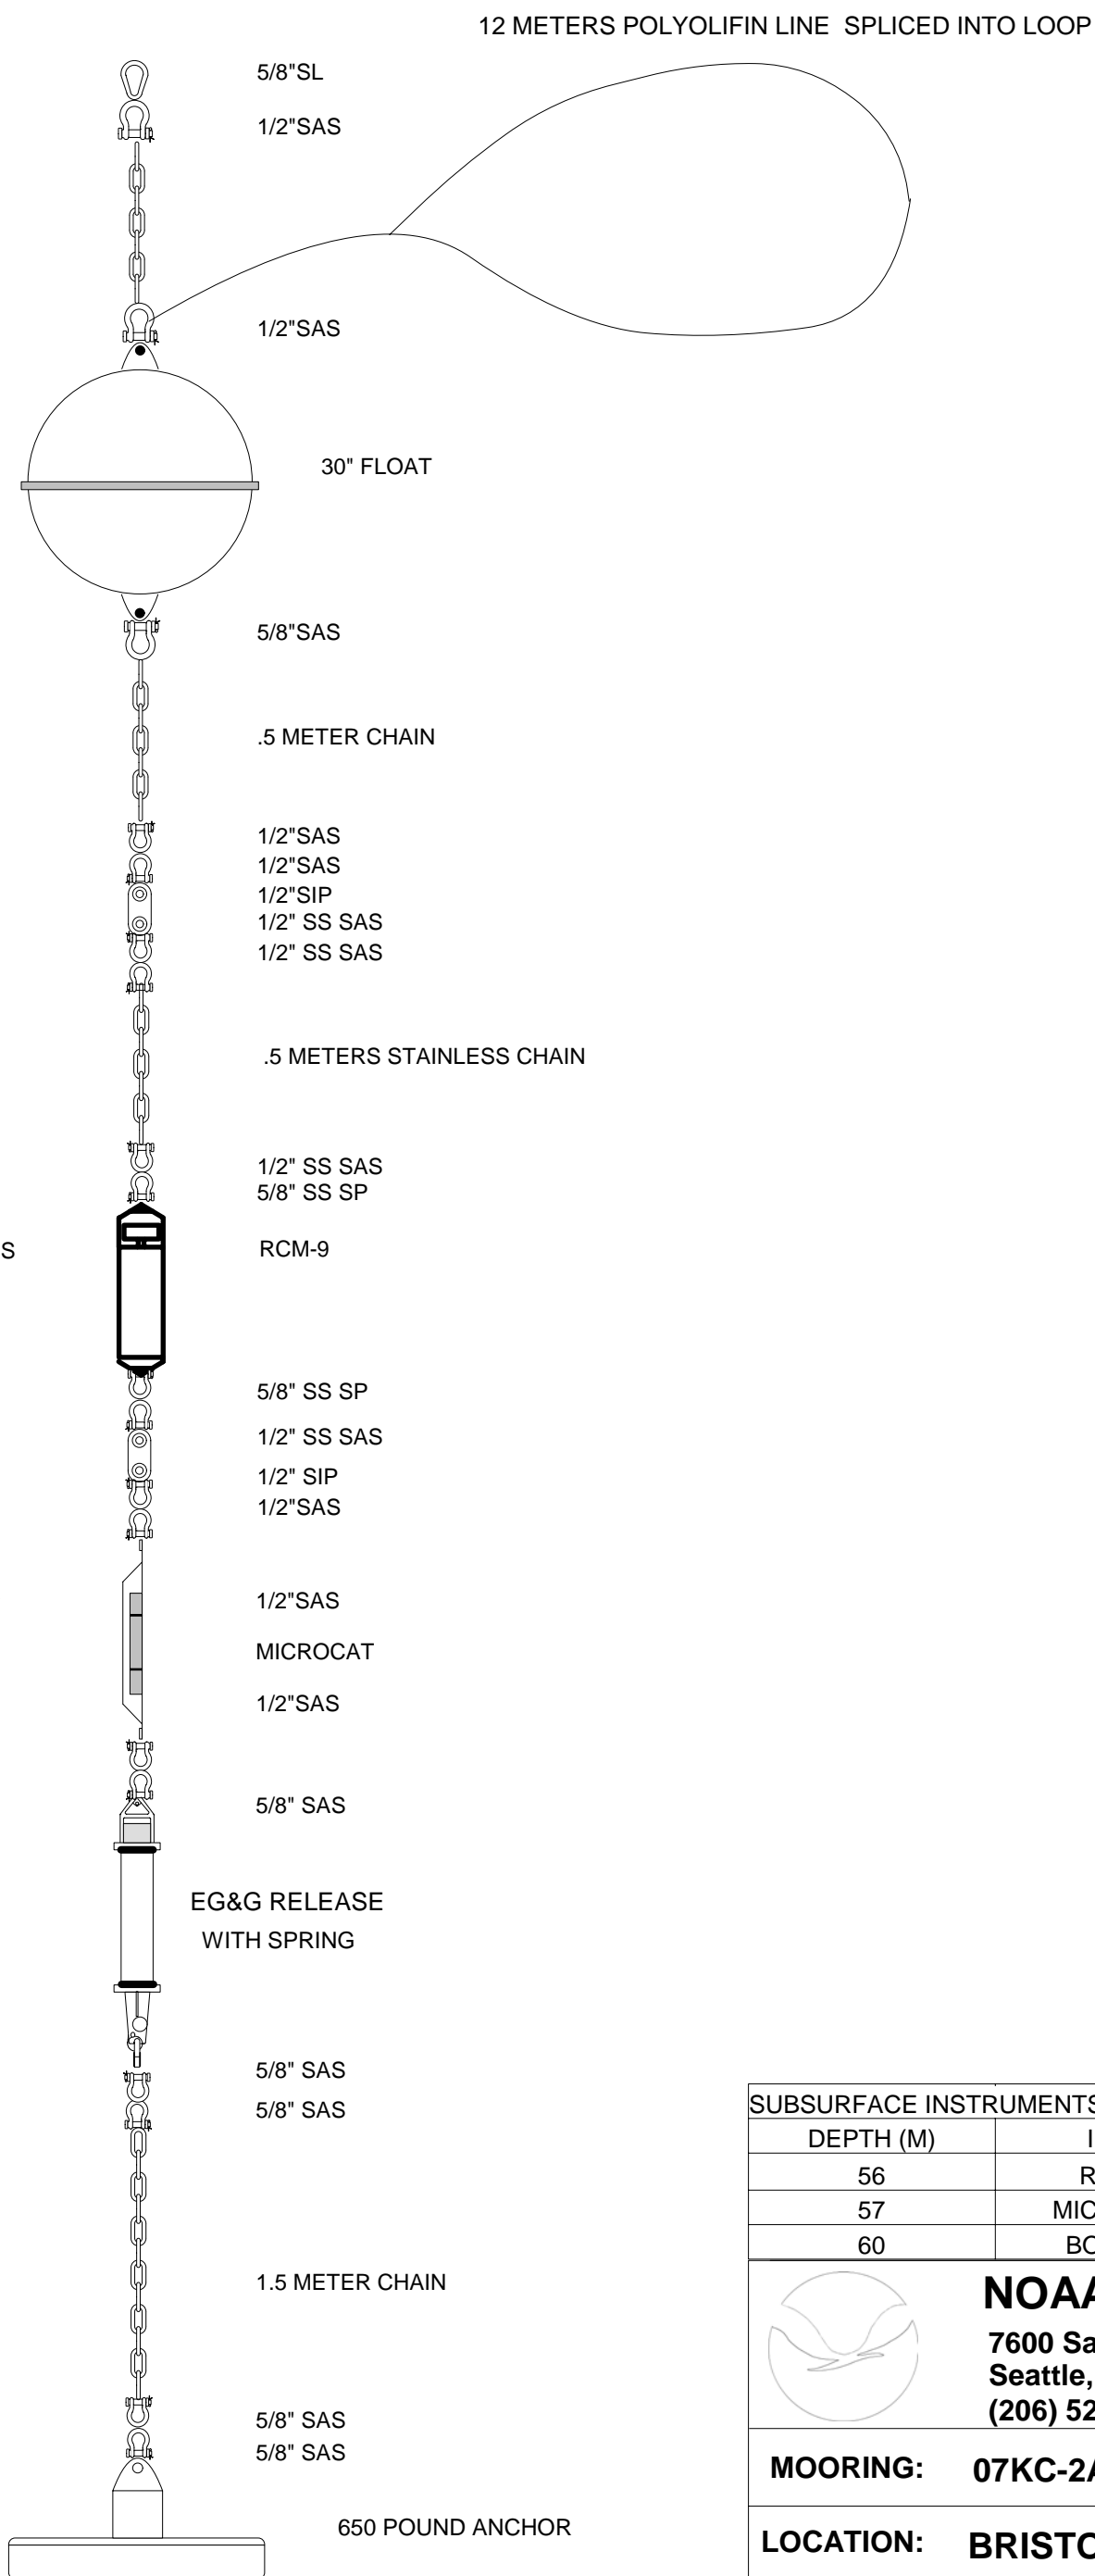 12 METERS POLYOLIFIN LINE SPLICED INTO LOOP
5/8"SL
1/2"SAS
1/2"SAS
30" FLOAT
5/8"SAS
.5 METER CHAIN
1/2"SAS
1/2"SAS
1/2"SIP
1/2" SS SAS
1/2" SS SAS
.5 METERS STAINLESS CHAIN
1/2" SS SAS
5/8" SS SP
S
RCM-9
5/8" SS SP
1/2" SS SAS
1/2" SIP
1/2"SAS
1/2"SAS
MICROCAT
1/2"SAS
5/8" SAS
EG&G RELEASE
WITH SPRING
5/8" SAS
5/8" SAS
1.5 METER CHAIN
5/8" SAS
5/8" SAS
650 POUND ANCHOR
SUBSURFACE INSTRUMENTS
DEPTH (M)
56
57
60
NOAA
7600
Seattle,
(206)
MOORING:
LOCATION: